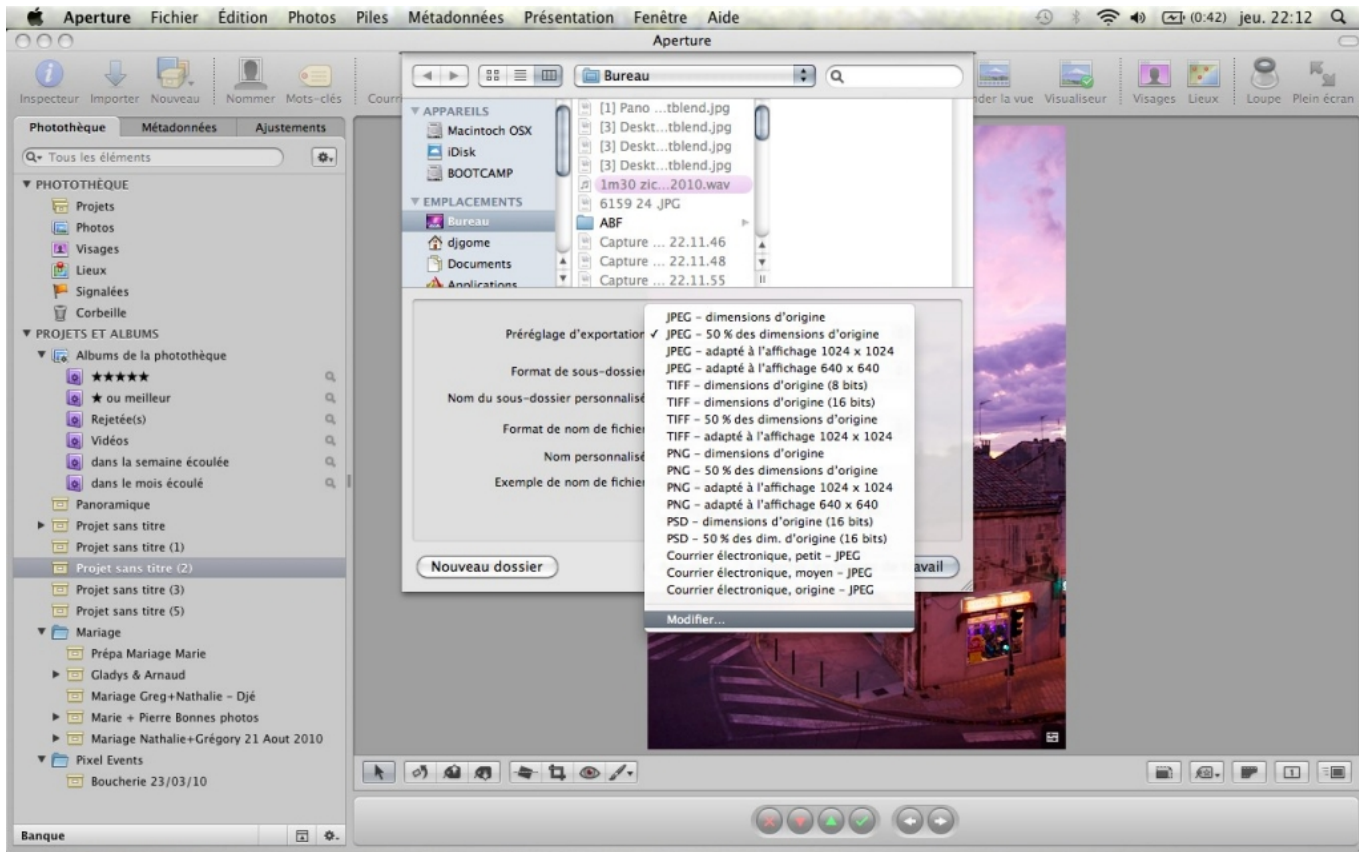 Aperture Fichier Édition Photos Piles Métadonnées Présentation Fenêtre Aide (0:42) jeu. 22:12
Aperture
Inspecteur Importer Nouveau Nommer Mots-clés Courr
Bureau
nder la vue Visualiseur Visages Lieux Loupe Plein écran
Photothèque Métadonnées Ajustements
Tous les éléments
PHOTOTHÈQUE
Projets
Photos
Visages
Lieux
Signalées
Corbeille
PROJETS ET ALBUMS
Albums de la photothèque
★★★★★
★ ou meilleur
Rejetée(s)
Vidéos
dans la semaine écoulée
dans le mois écoulé
Panoramique
Projet sans titre
Projet sans titre (1)
Projet sans titre (2)
Projet sans titre (3)
Projet sans titre (5)
Mariage
Prépa Mariage Marie
Gladys & Arnaud
Mariage Greg+Nathalie - Djé
Marie + Pierre Bonnes photos
Mariage Nathalie+Grégory 21 Aout 2010
Pixel Events
Boucherie 23/03/10
Banque
APPAREILS
Macintoch OSX
iDisk
BOOTCAMP
EMPLACEMENTS
Bureau
djgome
Documents
Applications
[1] Pano ...tblend.jpg
[3] Deskt...tblend.jpg
[3] Deskt...tblend.jpg
[3] Deskt...tblend.jpg
1m30 zic...2010.wav
6159 24 .JPG
ABF
Capture ... 22.11.46
Capture ... 22.11.48
Capture ... 22.11.55
Préréglage d'exportation
Format de sous-dossier
Nom du sous-dossier personnalisé
Format de nom de fichier
Nom personnalisé
Exemple de nom de fichier
JPEG - dimensions d'origine
✓ JPEG - 50 % des dimensions d'origine
JPEG - adapté à l'affichage 1024 x 1024
JPEG - adapté à l'affichage 640 x 640
TIFF - dimensions d'origine (8 bits)
TIFF - dimensions d'origine (16 bits)
TIFF - 50 % des dimensions d'origine
TIFF - adapté à l'affichage 1024 x 1024
PNG - dimensions d'origine
PNG - 50 % des dimensions d'origine
PNG - adapté à l'affichage 1024 x 1024
PNG - adapté à l'affichage 640 x 640
PSD - dimensions d'origine (16 bits)
PSD - 50 % des dim. d'origine (16 bits)
Courrier électronique, petit - JPEG
Courrier électronique, moyen - JPEG
Courrier électronique, origine - JPEG
Modifier...
Nouveau dossier
avail